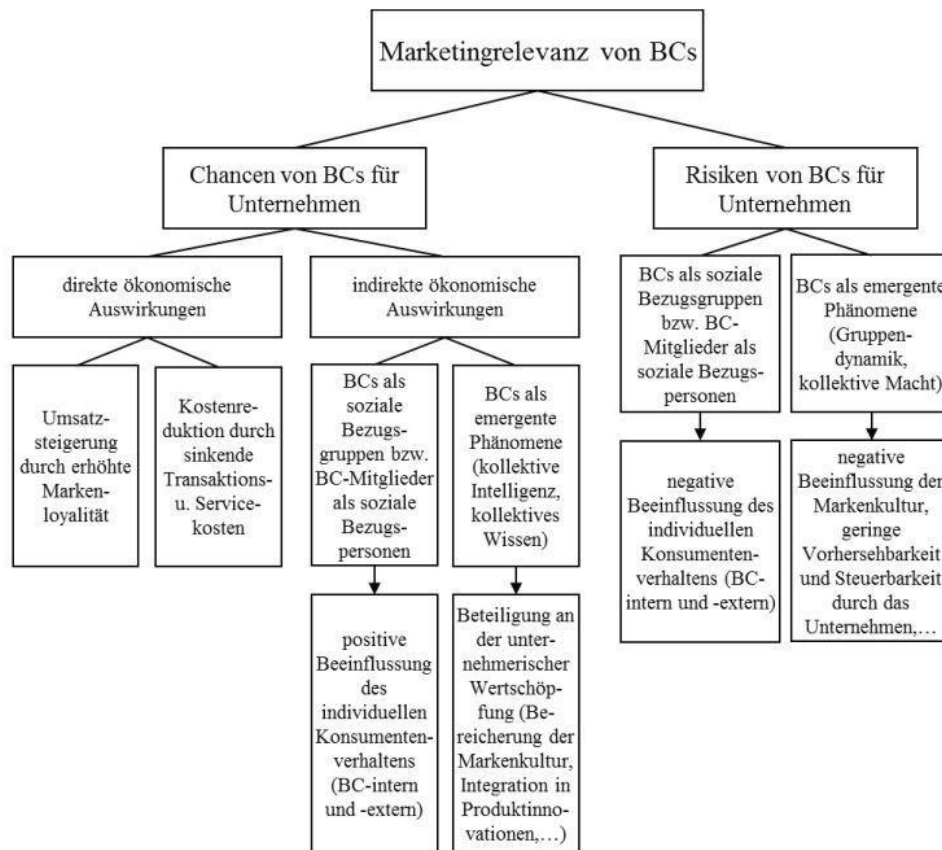 Marketingrelevanz von BCs
Chancen von BCs für
Unternehmen
Risiken von BCs für
Unternehmen
direkte ökonomische
Auswirkungen
indirekte ökonomische
Auswirkungen
BCs als soziale
Bezugsgruppen
bzw. BC-
Mitglieder als
soziale Bezugs-
personen
BCs als emergente
Phänomene
(Gruppen-
dynamik,
kollektive Macht)
Umsatz-
steigerung
durch erhöhte
Marken-
loyalität
Kostenre-
duktion durch
sinkende
Transaktions-
u. Service-
kosten
BCs als
soziale
Bezugs-
gruppen bzw.
BC-Mitglieder
als soziale
Bezugs-
personen
BCs als
emergente
Phänomene
(kollektive
Intelligenz,
kollektives
Wissen)
negative
Beeinflussung des
individuellen
Konsumenten-
verhaltens (BC-
intern und -extern)
negative
Beeinflussung der
Markenkultur,
geringe
Vorhersehbarkeit
und Steuerbarkeit
durch das
Unternehmen,…
positive
Beeinflussung
des
individuellen
Konsumenten-
verhaltens
(BC-intern
und -extern)
Beteiligung an
der unter-
nehmerischer
Wertschöp-
fung (Be-
reicherung der
Markenkultur,
Integration in
Produktinno-
vationen,…)